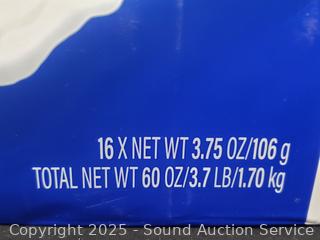 16 X NET WT 3.75 OZ/106 g
TOTAL NET WT 60 OZ/3.7 LB/1.70 kg
Copyright 2025 - Sound Auction Service